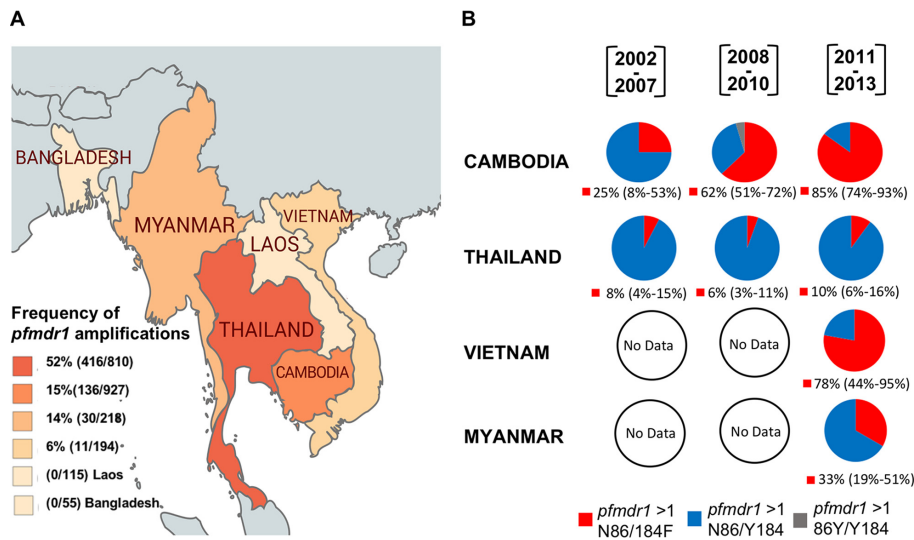 A
BANGLADESH
MYANMAR
VIETNAM
LAOS
THAILAND
CAMBODIA
Frequency of
pfmdr1 amplifications
52% (416/810)
15%(136/927)
14% (30/218)
6% (11/194)
(0/115) Laos
(0/55) Bangladesh
B
2002
-
2007
2008
-
2010
2011
-
2013
CAMBODIA
25% (8%-53%)
62% (51%-72%)
85% (74%-93%)
THAILAND
8% (4%-15%)
6% (3%-11%)
10% (6%-16%)
VIETNAM
No Data
No Data
78% (44%-95%)
MYANMAR
No Data
No Data
33% (19%-51%)
pfmdr1 >1
N86/184F
pfmdr1 >1
N86/Y184
pfmdr1 >1
86Y/Y184